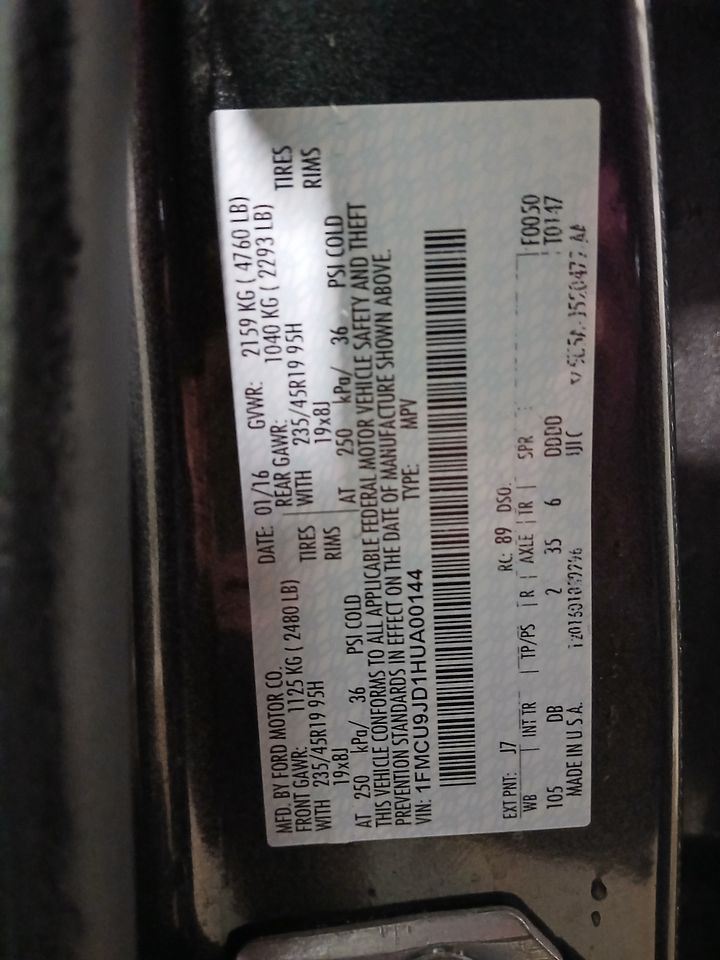 MFD. BY FORD MOTOR CO.
DATE: 01/16 GVWR: 2159 KG ( 4760 LB)
FRONT GAWR: 1125 KG ( 2480 LB)
REAR GAWR: 1040 KG ( 2293 LB)
WITH 235/45R19 95H TIRES
WITH 235/45R19 95H TIRES
19x8J RIMS
19x8J RIMS
AT 250 kPa/ 36 PSI COLD
AT 250 kPa/ 36 PSI COLD
THIS VEHICLE CONFORMS TO ALL APPLICABLE FEDERAL MOTOR VEHICLE SAFETY AND THEFT
PREVENTION STANDARDS IN EFFECT ON THE DATE OF MANUFACTURE SHOWN ABOVE.
VIN: 1FMCU9JD1HUA00144 TYPE: MPV
EXT PNT: J7 RC: 89 DSO:
WB INT TR TP/PS R AXLE TR SPR F0050
105 DB 2 35 6 DDDD T0147
MADE IN U.S.A.